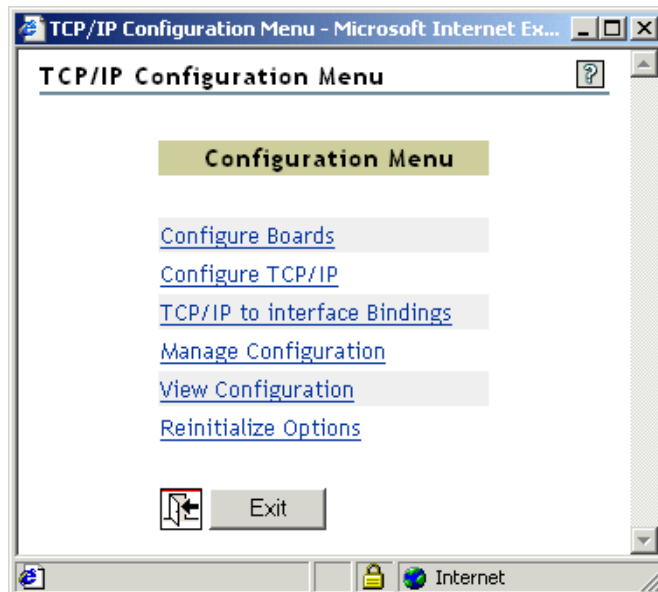 TCP/IP Configuration Menu - Microsoft Internet Ex...
TCP/IP Configuration Menu
?
Configuration Menu
Configure Boards
Configure TCP/IP
TCP/IP to interface Bindings
Manage Configuration
View Configuration
Reinitialize Options
Exit
Internet